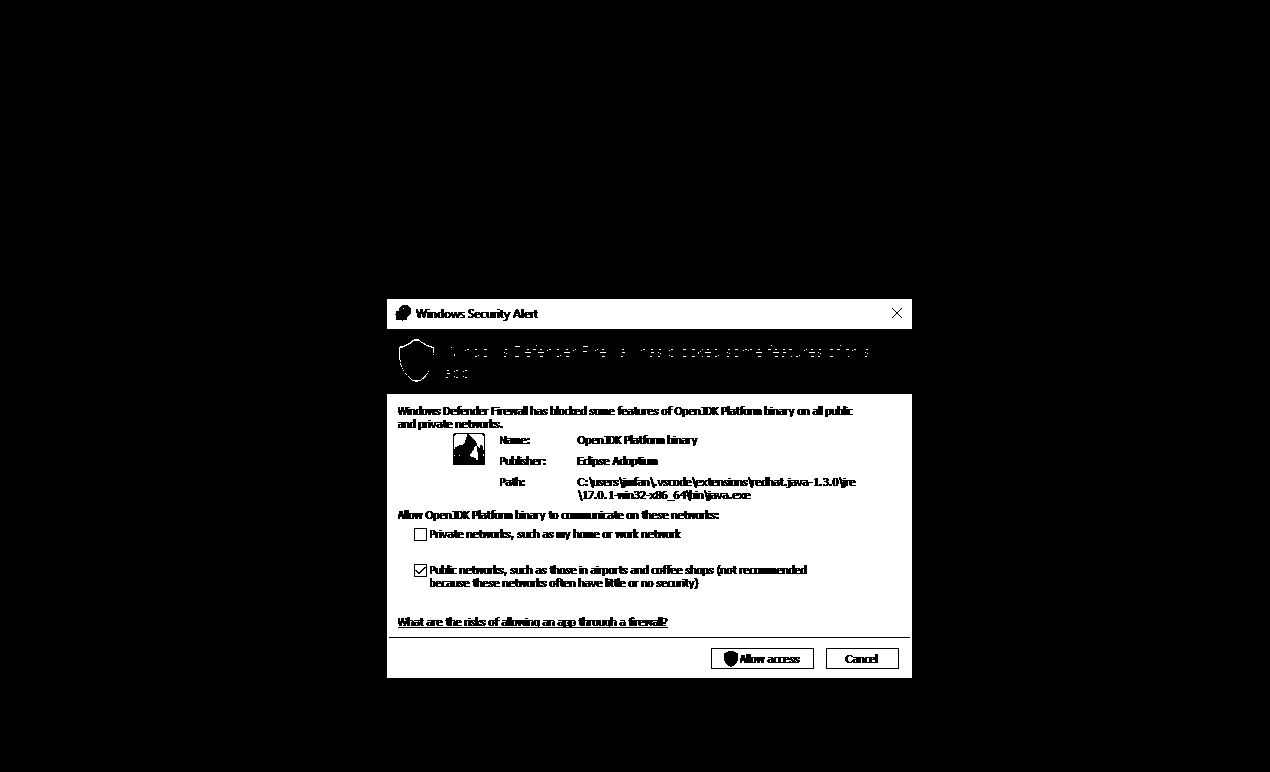 Windows Security Alert
Windows Defender Firewall has blocked some features of this
app
Windows Defender Firewall has blocked some features of OpenJDK Platform binary on all public
and private networks.
Name: OpenJDK Platform binary
Publisher: Eclipse Adoptium
Path: C:\users\jmfan\.vscode\extensions\redhat.java-1.3.0\jre
\17.0.1-win32-x86_64\bin\java.exe
Allow OpenJDK Platform binary to communicate on these networks:
Private networks, such as my home or work network
Public networks, such as those in airports and coffee shops (not recommended
because these networks often have little or no security)
What are the risks of allowing an app through a firewall?
Allow access Cancel